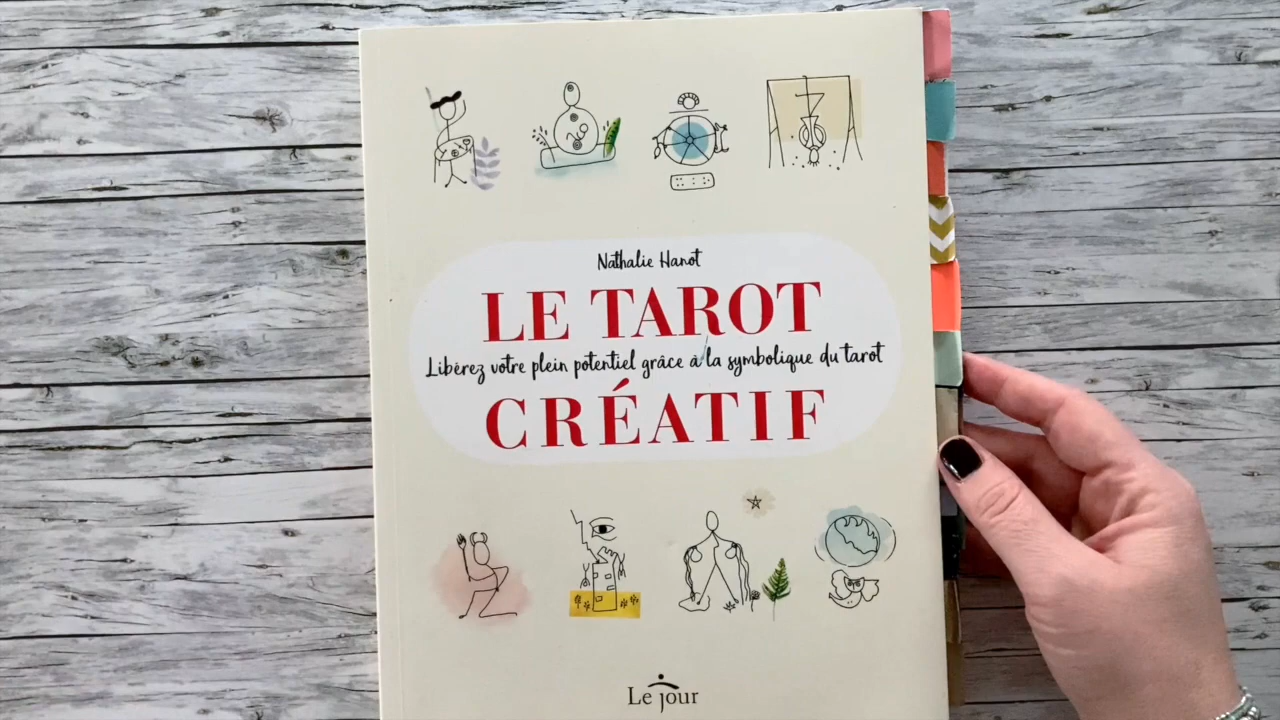 Nathalie Hanot
LE TAROT
Libérez votre plein potentiel grâce à la symbolique du tarot
CRÉATIF
Le jour